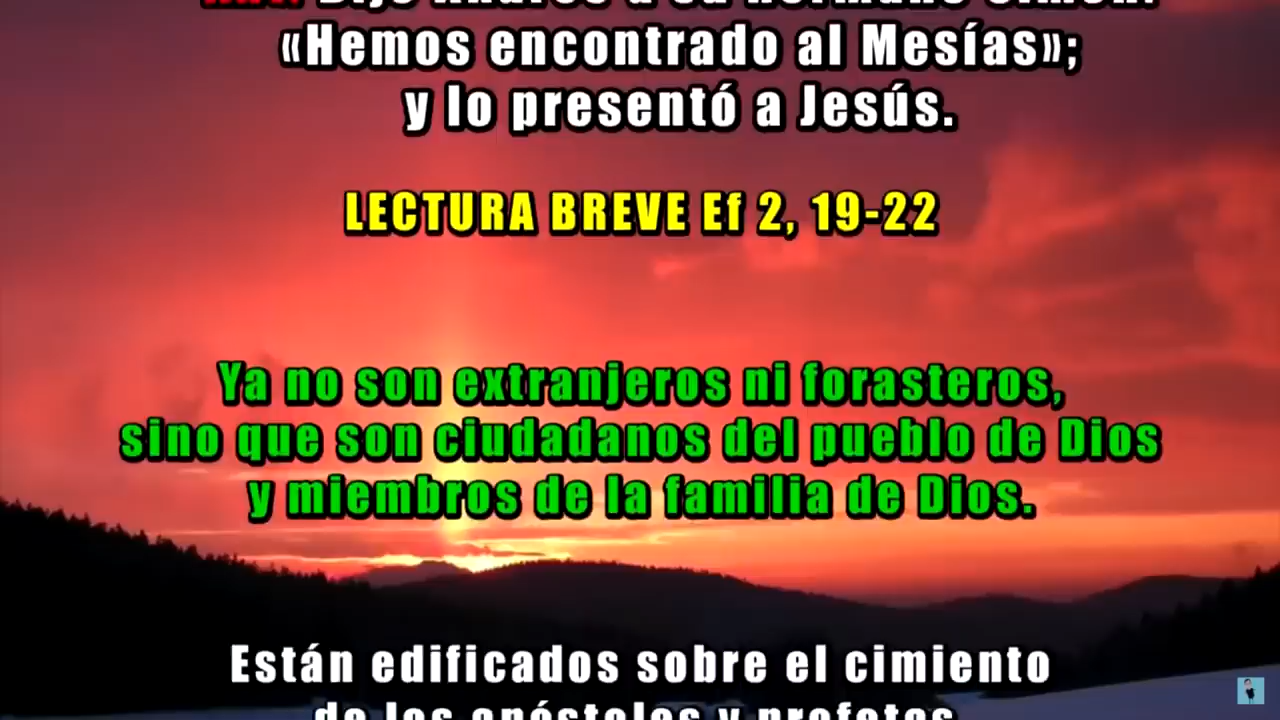 Dijo Andrés a su hermano Simón:
«Hemos encontrado al Mesías»;
y lo presentó a Jesús.
LECTURA BREVE Ef 2, 19-22
Ya no son extranjeros ni forasteros,
sino que son ciudadanos del pueblo de Dios
y miembros de la familia de Dios.
Están edificados sobre el cimiento
de los apóstoles y profetas